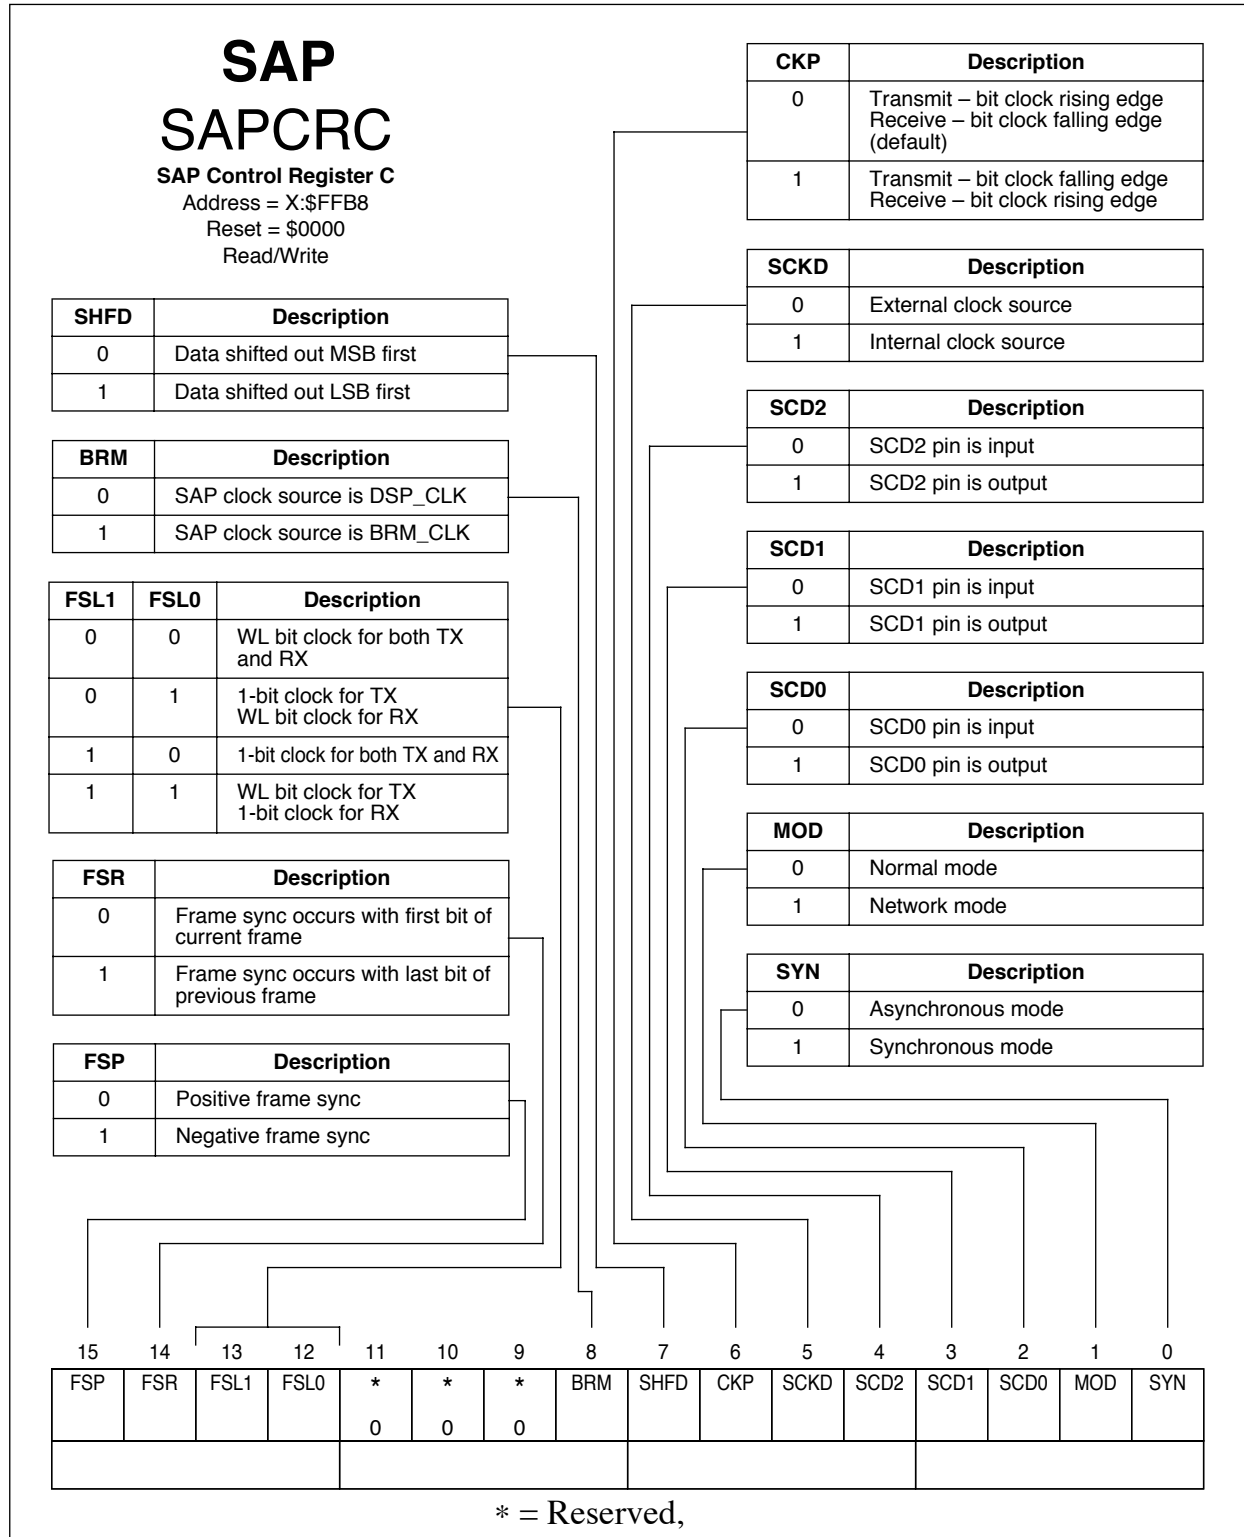 SAP
SAPCRC
SAP Control Register C
Address = X:$FFB8
Reset = $0000
Read/Write
SHFD Description
0 Data shifted out MSB first
1 Data shifted out LSB first
BRM Description
0 SAP clock source is DSP_CLK
1 SAP clock source is BRM_CLK
FSL1 FSL0 Description
0 0 WL bit clock for both TX
and RX
0 1 1-bit clock for TX
WL bit clock for RX
1 0 1-bit clock for both TX and RX
1 1 WL bit clock for TX
1-bit clock for RX
FSR Description
0 Frame sync occurs with first bit of
current frame
1 Frame sync occurs with last bit of
previous frame
FSP Description
0 Positive frame sync
1 Negative frame sync
CKP Description
0 Transmit – bit clock rising edge
Receive – bit clock falling edge
(default)
1 Transmit – bit clock falling edge
Receive – bit clock rising edge
SCKD Description
0 External clock source
1 Internal clock source
SCD2 Description
0 SCD2 pin is input
1 SCD2 pin is output
SCD1 Description
0 SCD1 pin is input
1 SCD1 pin is output
SCD0 Description
0 SCD0 pin is input
1 SCD0 pin is output
MOD Description
0 Normal mode
1 Network mode
SYN Description
0 Asynchronous mode
1 Synchronous mode
15 14 13 12 11 10 9 8 7 6 5 4 3 2 1 0
FSP FSR FSL1 FSL0 * * * BRM SHFD CKP SCKD SCD2 SCD1 SCD0 MOD SYN
0 0 0
* = Reserved,